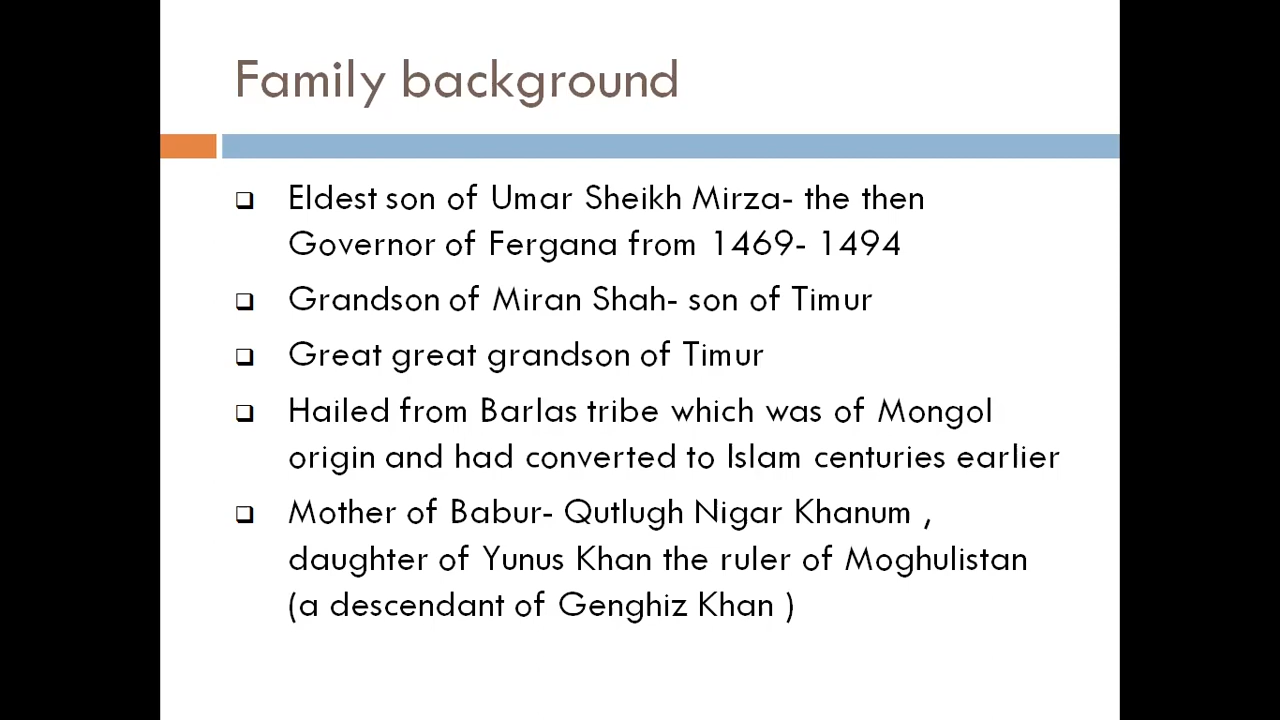 Family background
Eldest son of Umar Sheikh Mirza- the then
Governor of Fergana from 1469- 1494
Grandson of Miran Shah- son of Timur
Great great grandson of Timur
Hailed from Barlas tribe which was of Mongol
origin and had converted to Islam centuries earlier
Mother of Babur- Qutlugh Nigar Khanum ,
daughter of Yunus Khan the ruler of Moghulistan
(a descendant of Genghiz Khan )